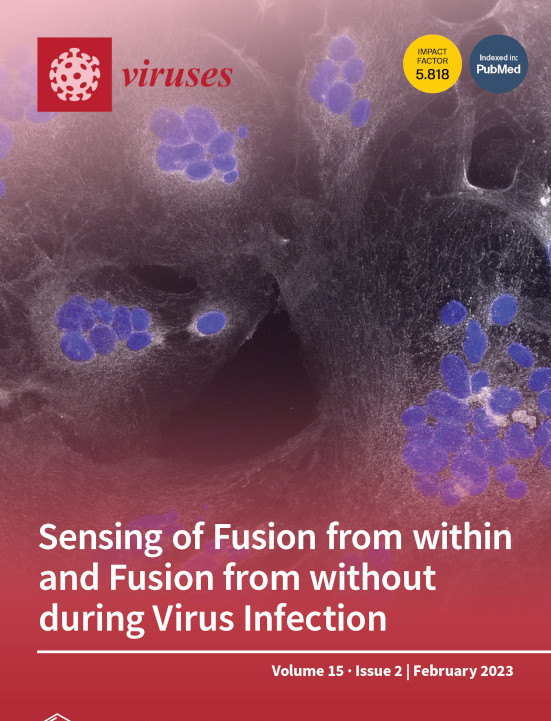 viruses
IMPACT
FACTOR
5.818
Indexed in:
PubMed
Sensing of Fusion from within
and Fusion from without
during Virus Infection
Volume 15 · Issue 2 | February 2023